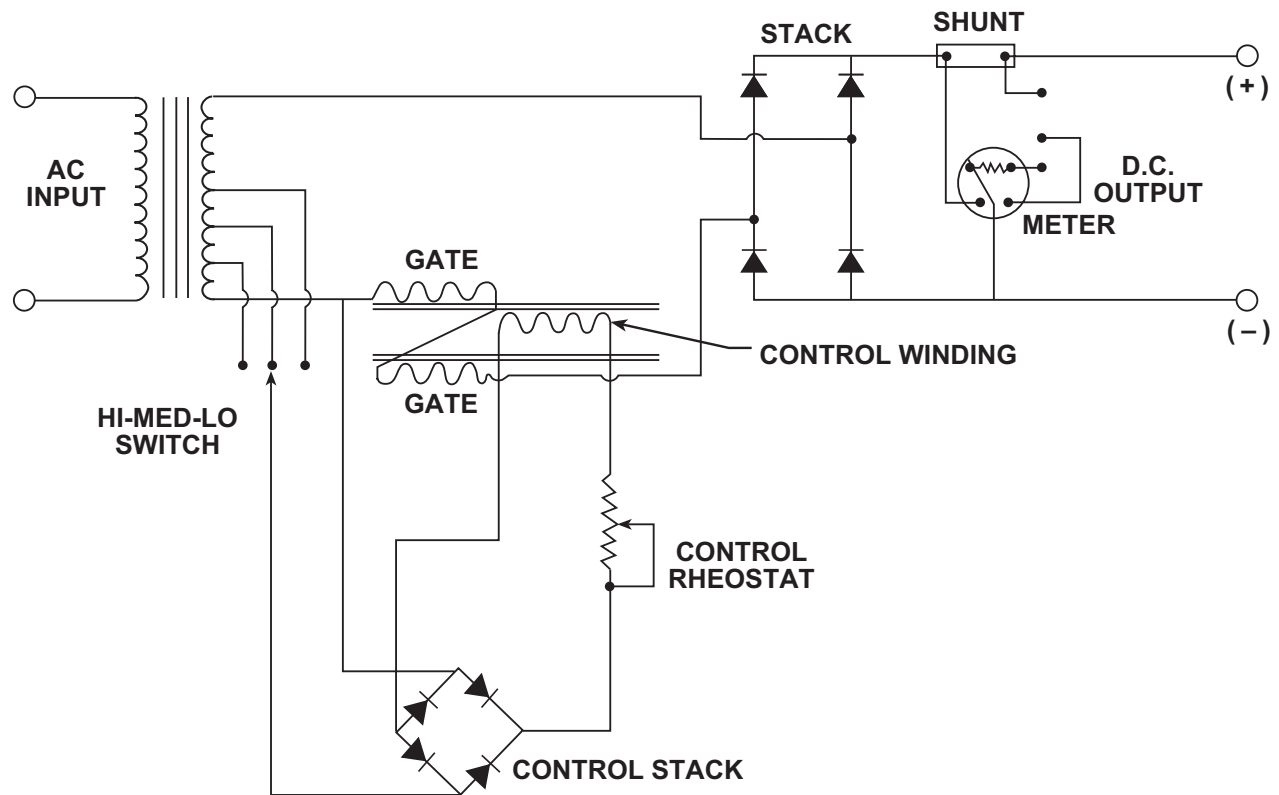 STACK
SHUNT
(+)
AC
INPUT
D.C.
OUTPUT
METER
GATE
(–)
CONTROL WINDING
GATE
HI-MED-LO
SWITCH
CONTROL
RHEOSTAT
CONTROL STACK